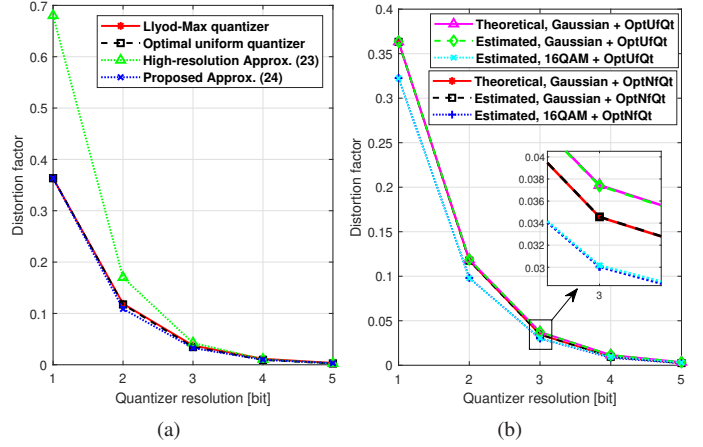 Llyod-Max quantizer
Optimal uniform quantizer
High-resolution Approx. (23)
Proposed Approx. (24)
0.7
0.6
0.5
0.4
0.3
0.2
0.1
0
Distortion factor
1 2 3 4 5
Quantizer resolution [bit]
(a)
Theoretical, Gaussian + OptUfQt
Estimated, Gaussian + OptUfQt
Estimated, 16QAM + OptUfQt
Theoretical, Gaussian + OptNfQt
Estimated, Gaussian + OptNfQt
Estimated, 16QAM + OptNfQt
0.4
0.35
0.3
0.25
0.2
0.15
0.1
0.05
0
Distortion factor
0.04
0.038
0.036
0.034
0.032
0.03
3
1 2 3 4 5
Quantizer resolution [bit]
(b)